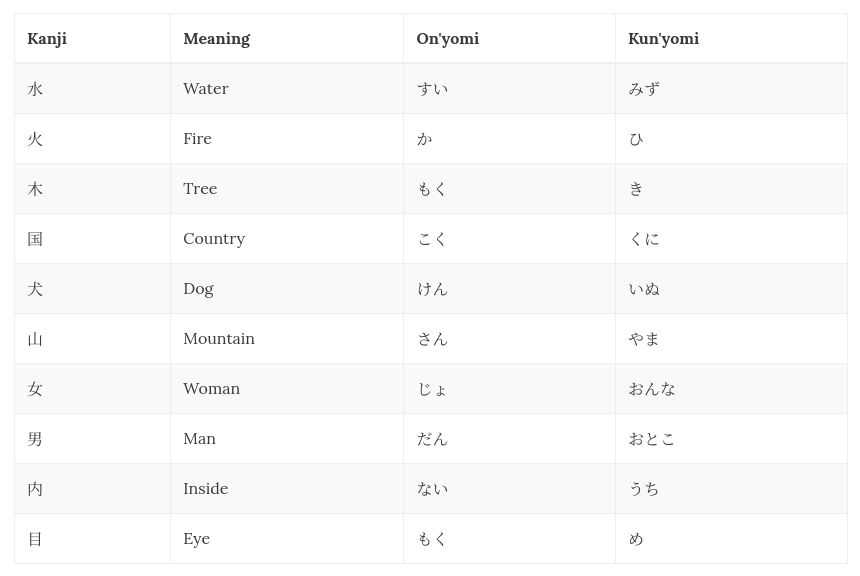 Kanji Meaning On'yomi Kun'yomi
水 Water すい みず
火 Fire か ひ
木 Tree もく き
国 Country こく くに
犬 Dog けん いぬ
山 Mountain さん やま
女 Woman じょ おんな
男 Man だん おとこ
内 Inside ない うち
目 Eye もく め